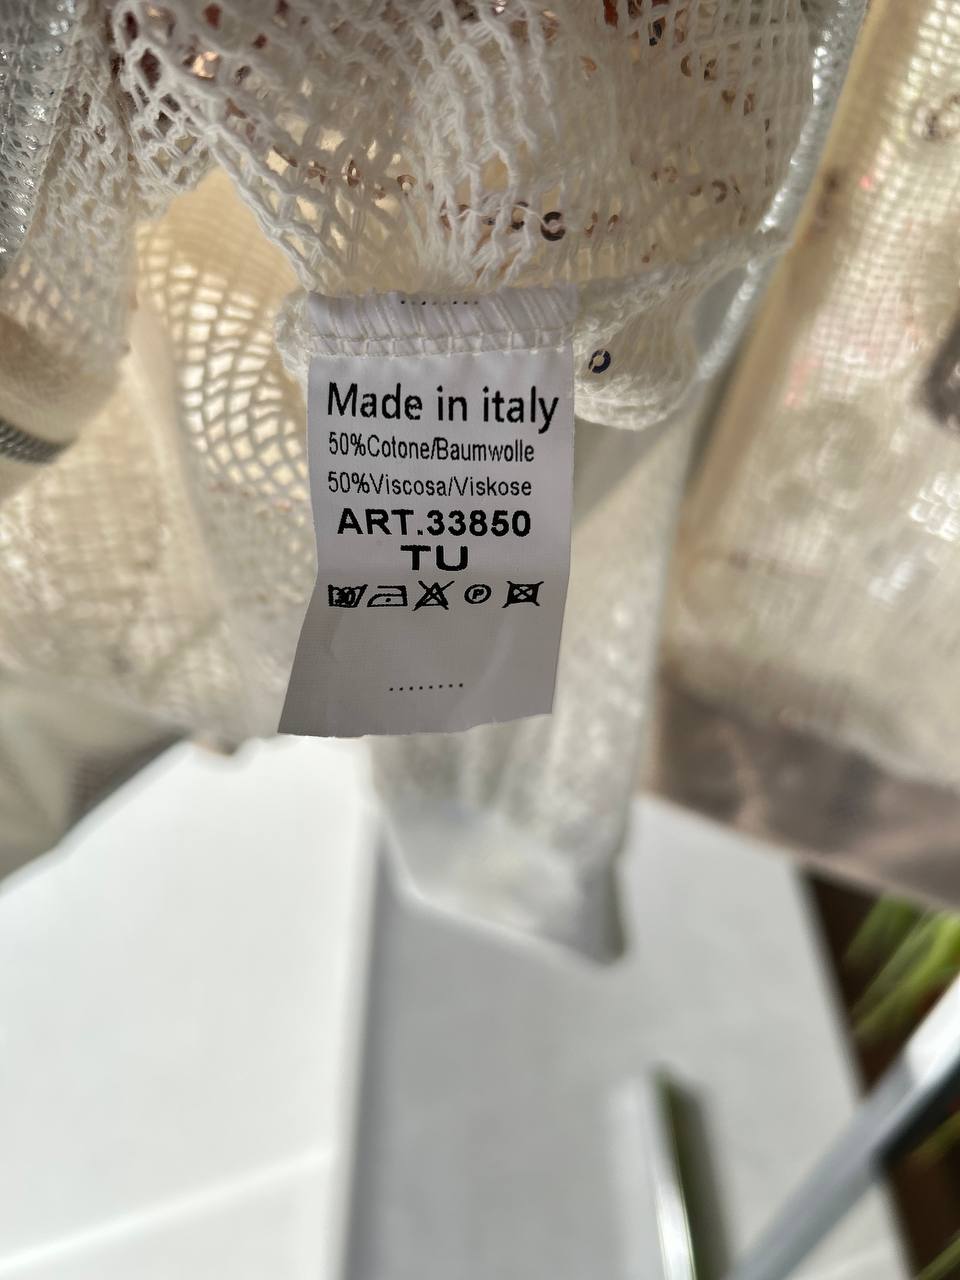 Made in italy
50%Cotone/Baumwolle
50%Viscosa/Viskose
ART.33850
TU